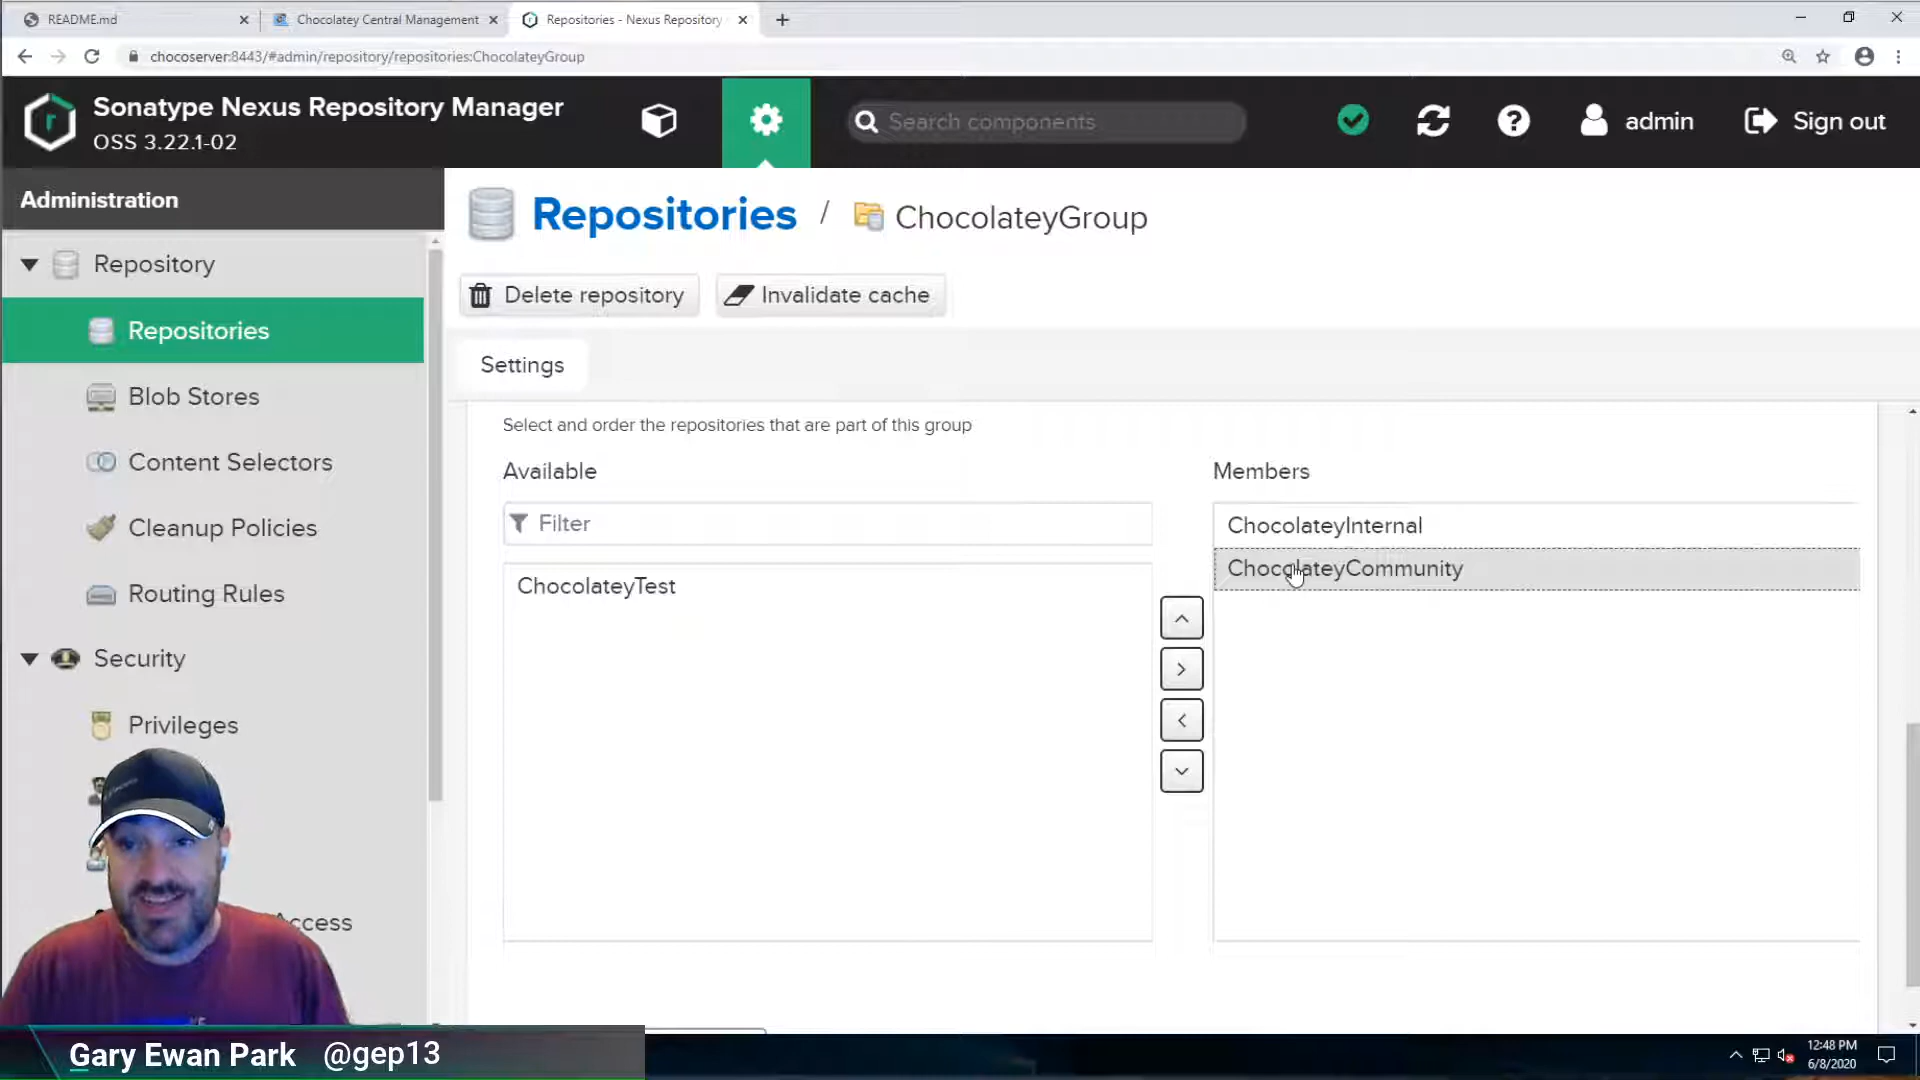 README.md
Chocolatey Central Management
Repositories - Nexus Repository
chocoserver:8443/#admin/repository/repositories:ChocolateyGroup
Sonatype Nexus Repository Manager
OSS 3.22.1-02
Search components
admin
Sign out
Administration
Repositories / ChocolateyGroup
Repository
Delete repository
Invalidate cache
Repositories
Settings
Blob Stores
Select and order the repositories that are part of this group
Content Selectors
Available
Members
Filter
ChocolateyInternal
Cleanup Policies
ChocolateyCommunity
Routing Rules
ChocolateyTest
Security
Privileges
Access
Gary Ewan Park @gep13
12:48 PM
6/8/2020